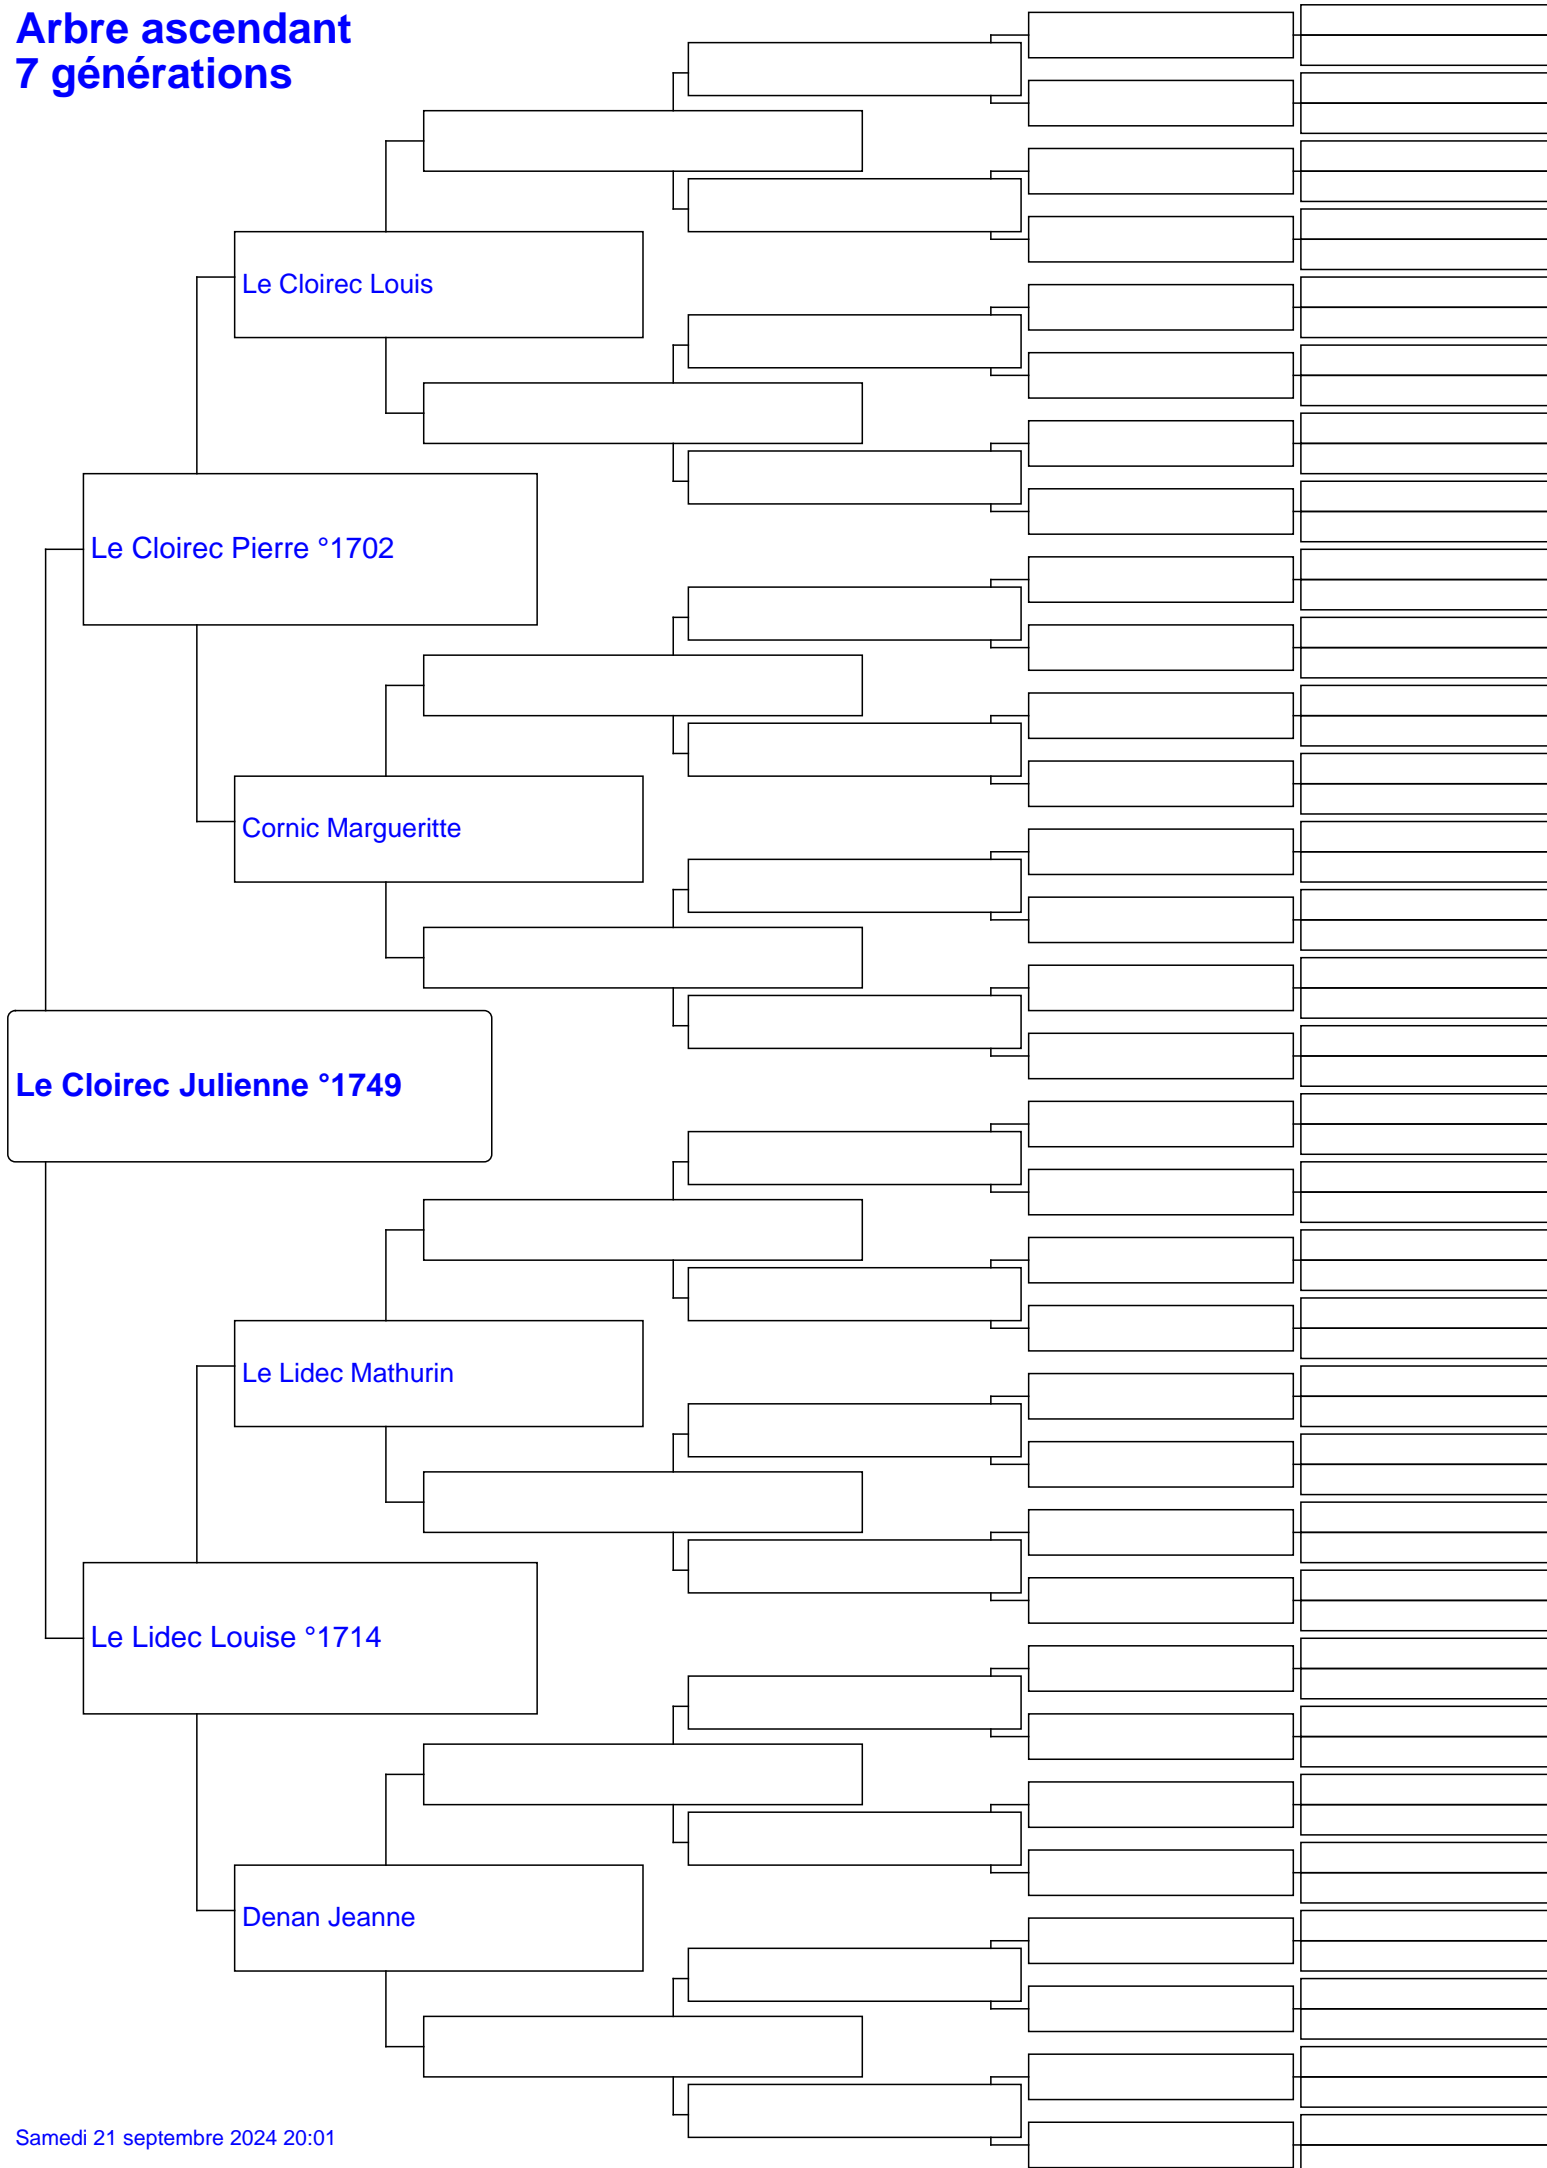 Arbre ascendant
7 générations
Le Cloirec Louis
Le Cloirec Pierre °1702
Cornic Margueritte
Le Cloirec Julienne °1749
Le Lidec Mathurin
Le Lidec Louise °1714
Denan Jeanne
Samedi 21 septembre 2024 20:01